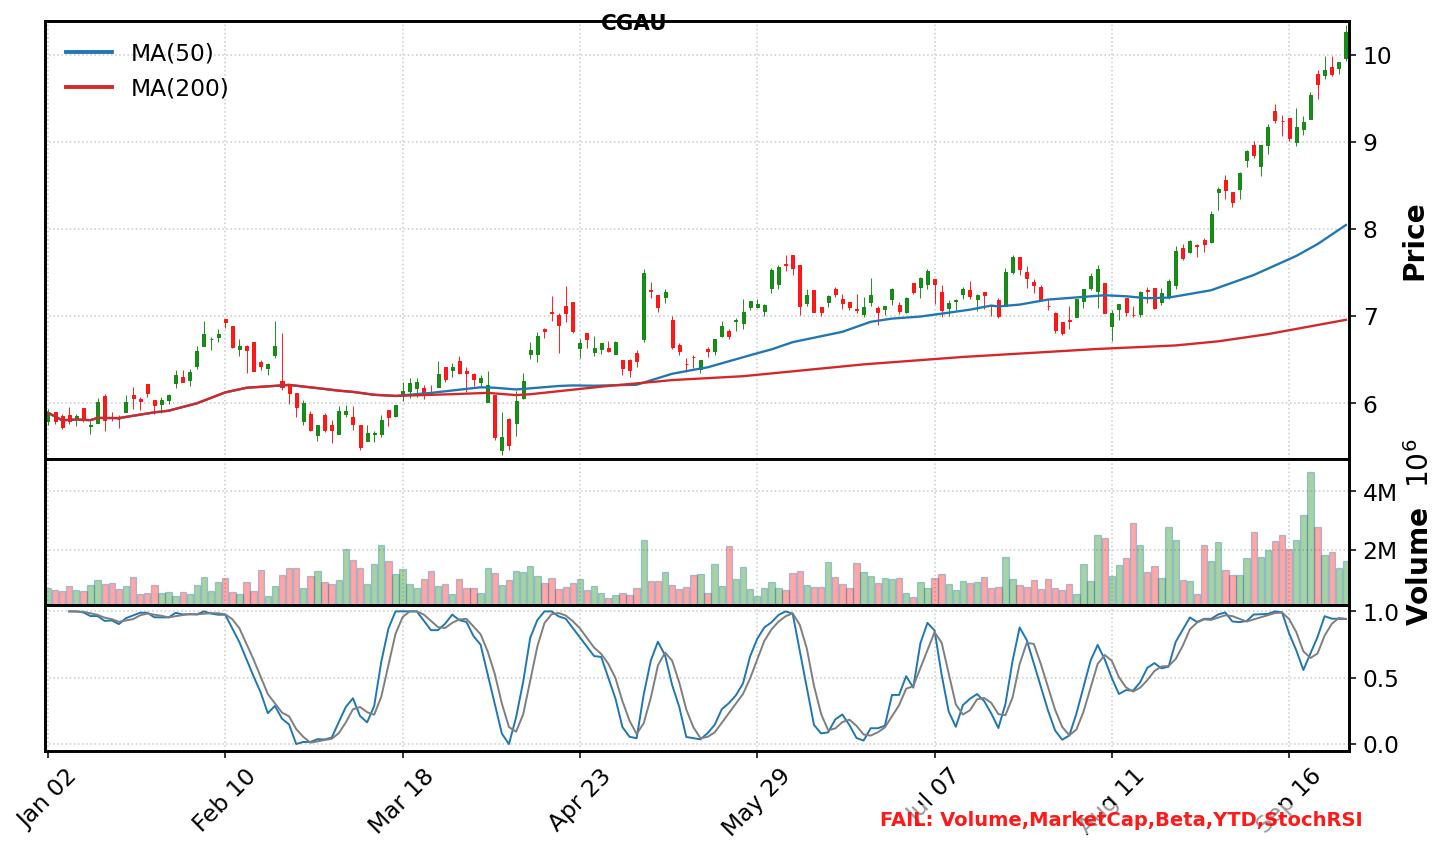 CGAU
MA(50)
MA(200)
10
9
8
7
6
Price
4M
2M
Volume 10⁶
1.0
0.5
0.0
Jan 02
Feb 10
Mar 18
Apr 23
May 29
Jul 07
Aug 11
Sep 16
FAIL: Volume,MarketCap,Beta,YTD,StochRSI